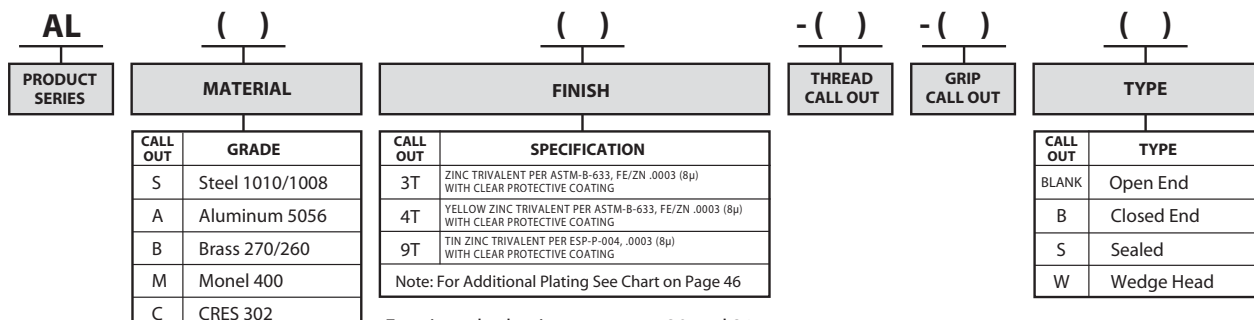 AL ( ) ( ) - ( ) - ( ) ( )
PRODUCT SERIES
MATERIAL
FINISH
THREAD CALL OUT
GRIP CALL OUT
TYPE
CALL OUT GRADE
S Steel 1010/1008
A Aluminum 5056
B Brass 270/260
M Monel 400
C CRES 302
CALL OUT SPECIFICATION
3T ZINC TRIVALENT PER ASTM-B-633, FE/ZN .0003 (8µ) WITH CLEAR PROTECTIVE COATING
4T YELLOW ZINC TRIVALENT PER ASTM-B-633, FE/ZN .0003 (8µ) WITH CLEAR PROTECTIVE COATING
9T TIN ZINC TRIVALENT PER ESP-P-004, .0003 (8µ) WITH CLEAR PROTECTIVE COATING
Note: For Additional Plating See Chart on Page 46
CALL OUT TYPE
BLANK Open End
B Closed End
S Sealed
W Wedge Head